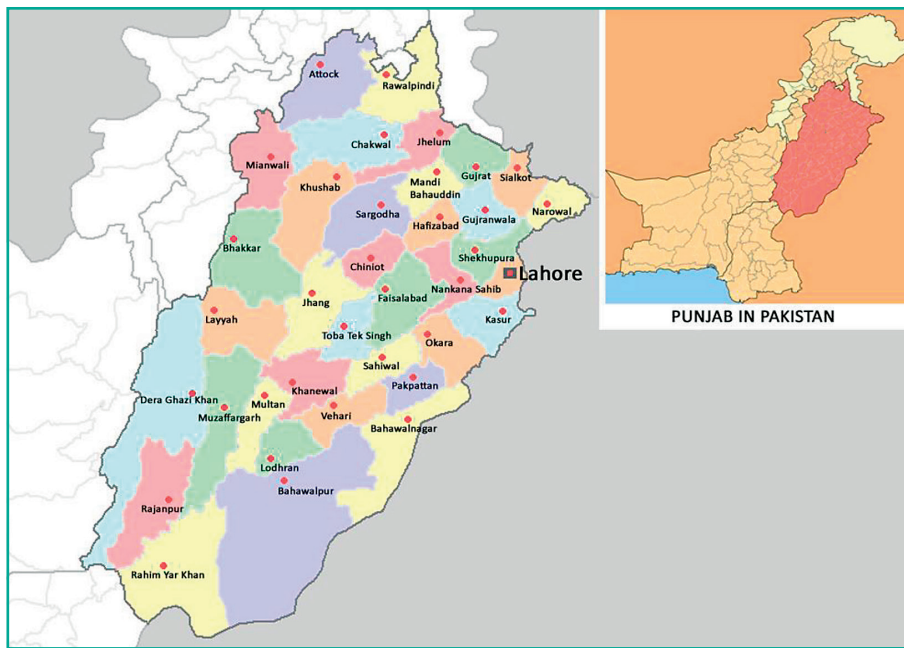 Attock
Rawalpindi
Chakwal
Jhelum
Mianwali
Khushab
Mandi
Bahauddin
Gujrat
Sialkot
Sargodha
Hafizabad
Gujranwala
Narowal
Bhakkar
Chiniot
Shekhupura
Lahore
Jhang
Faisalabad
Nankana Sahib
Layyah
Toba Tek Singh
Kasur
Okara
Sahiwal
Dera Ghazi Khan
Muzaffargarh
Multan
Khanewal
Pakpattan
Vehari
Bahawalnagar
Lodhran
Bahawalpur
Rajanpur
Rahim Yar Khan
PUNJAB IN PAKISTAN